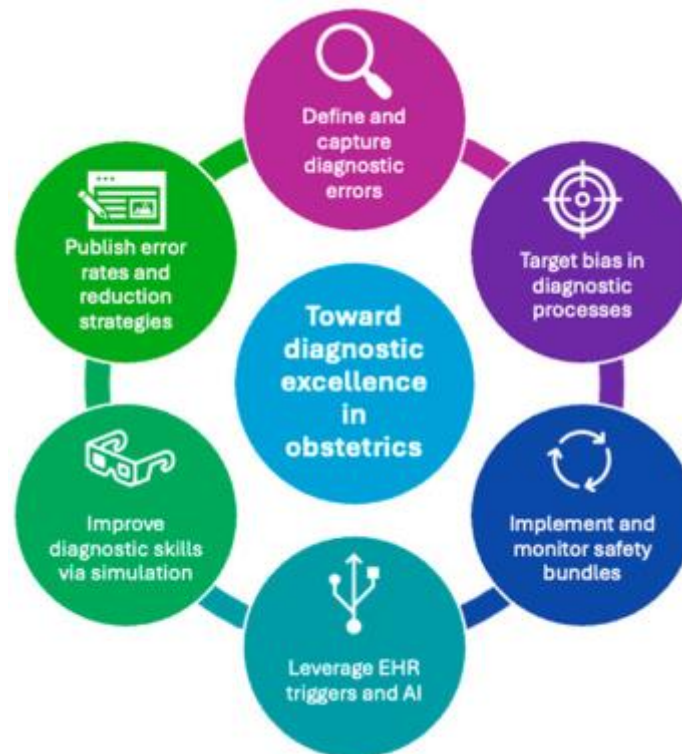 Define and
capture
diagnostic
errors
Target bias in
diagnostic
processes
Implement and
monitor safety
bundles
Leverage EHR
triggers and AI
Improve
diagnostic skills
via simulation
Publish error
rates and
reduction
strategies
Toward
diagnostic
excellence
in
obstetrics